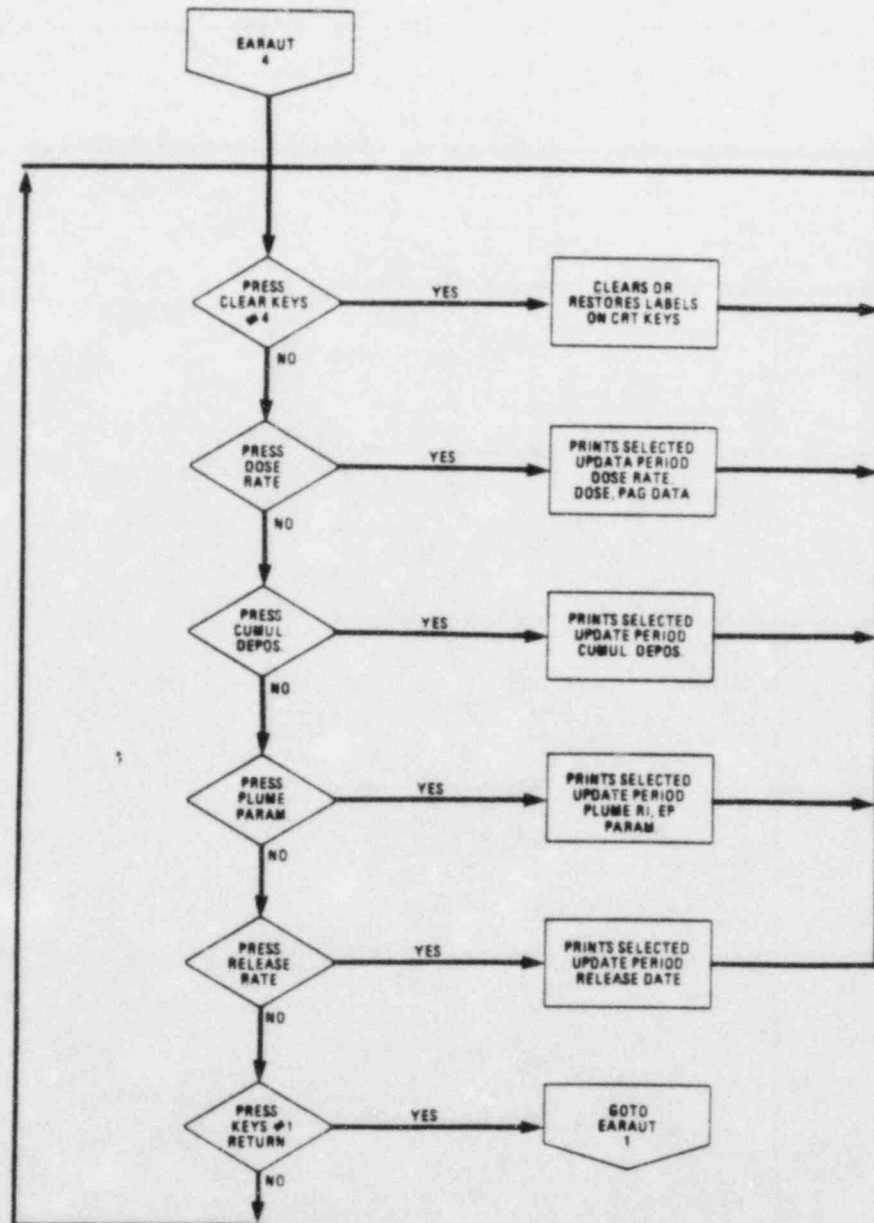 EARAUT
4
PRESS
CLEAR KEYS
#4
YES
CLEARS OR
RESTORES LABELS
ON CRT KEYS
NO
PRESS
DOSE
RATE
YES
PRINTS SELECTED
UPDATA PERIOD
DOSE RATE,
DOSE, PAG DATA
NO
PRESS
CUMUL.
DEPOS.
YES
PRINTS SELECTED
UPDATE PERIOD
CUMUL. DEPOS.
NO
PRESS
PLUME
PARAM.
YES
PRINTS SELECTED
UPDATE PERIOD
PLUME RI, EP
PARAM.
NO
PRESS
RELEASE
RATE
YES
PRINTS SELECTED
UPDATE PERIOD
RELEASE DATE
NO
PRESS
KEYS #1
RETURN
YES
GOTO
EARAUT
1
NO